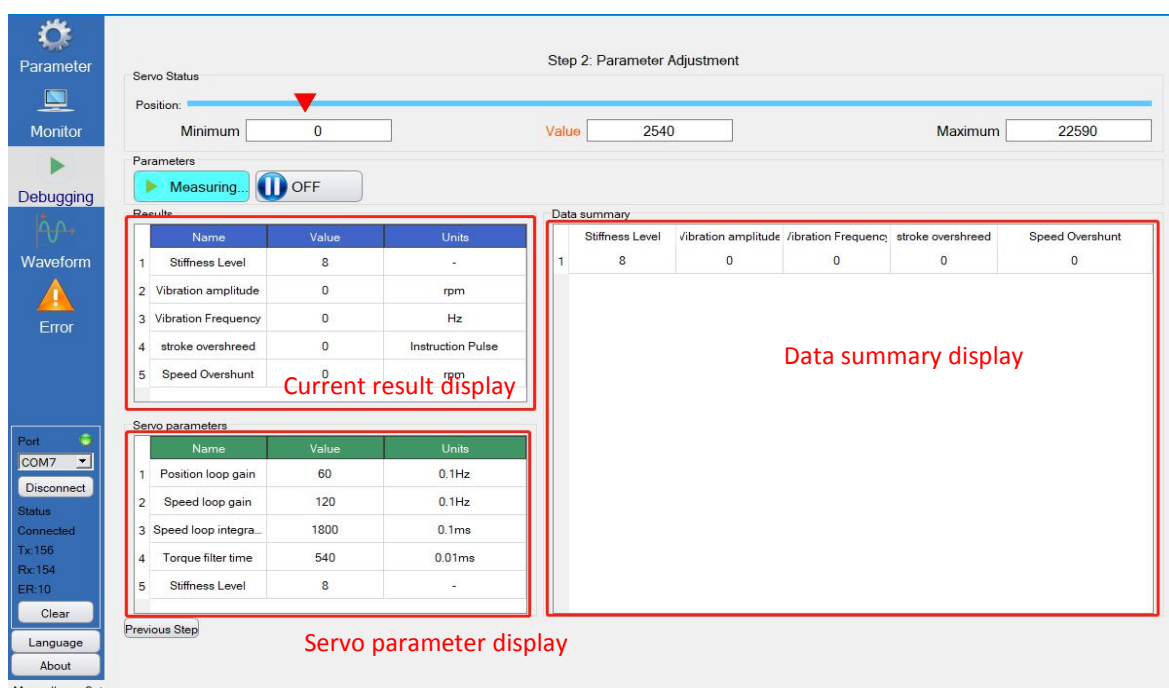 Parameter
Monitor
Debugging
Waveform
Error
Port
COM7
Disconnect
Status
Connected
Tx:156
Rx:154
ER:10
Clear
Language
About
Step 2: Parameter Adjustment
Servo Status
Position:
Minimum 0 Value 2540 Maximum 22590
Parameters
Measuring... OFF
Results
Name Value Units
1 Stiffness Level 8 -
2 Vibration amplitude 0 rpm
3 Vibration Frequency 0 Hz
4 stroke overshreed 0 Instruction Pulse
5 Speed Overshunt 0 rpm
Current result display
Servo parameters
Name Value Units
1 Position loop gain 60 0.1Hz
2 Speed loop gain 120 0.1Hz
3 Speed loop integra... 1800 0.1ms
4 Torque filter time 540 0.01ms
5 Stiffness Level 8 -
Previous Step
Servo parameter display
Data summary
Stiffness Level /ibration amplitude /ibration Frequency stroke overshreed Speed Overshunt
1 8 0 0 0 0
Data summary display